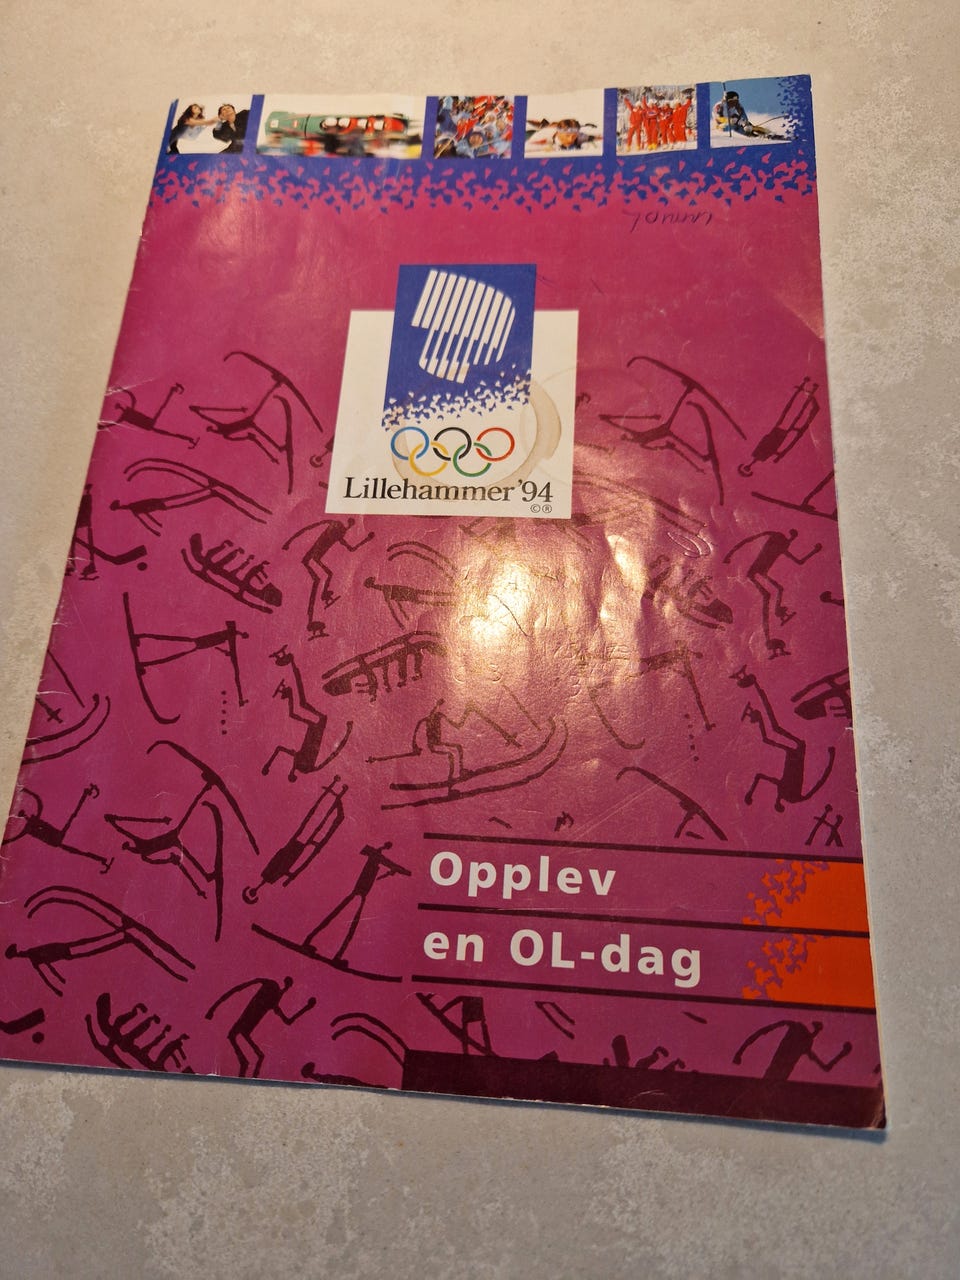 Lillehammer '94
©®
Opplev
en OL-dag